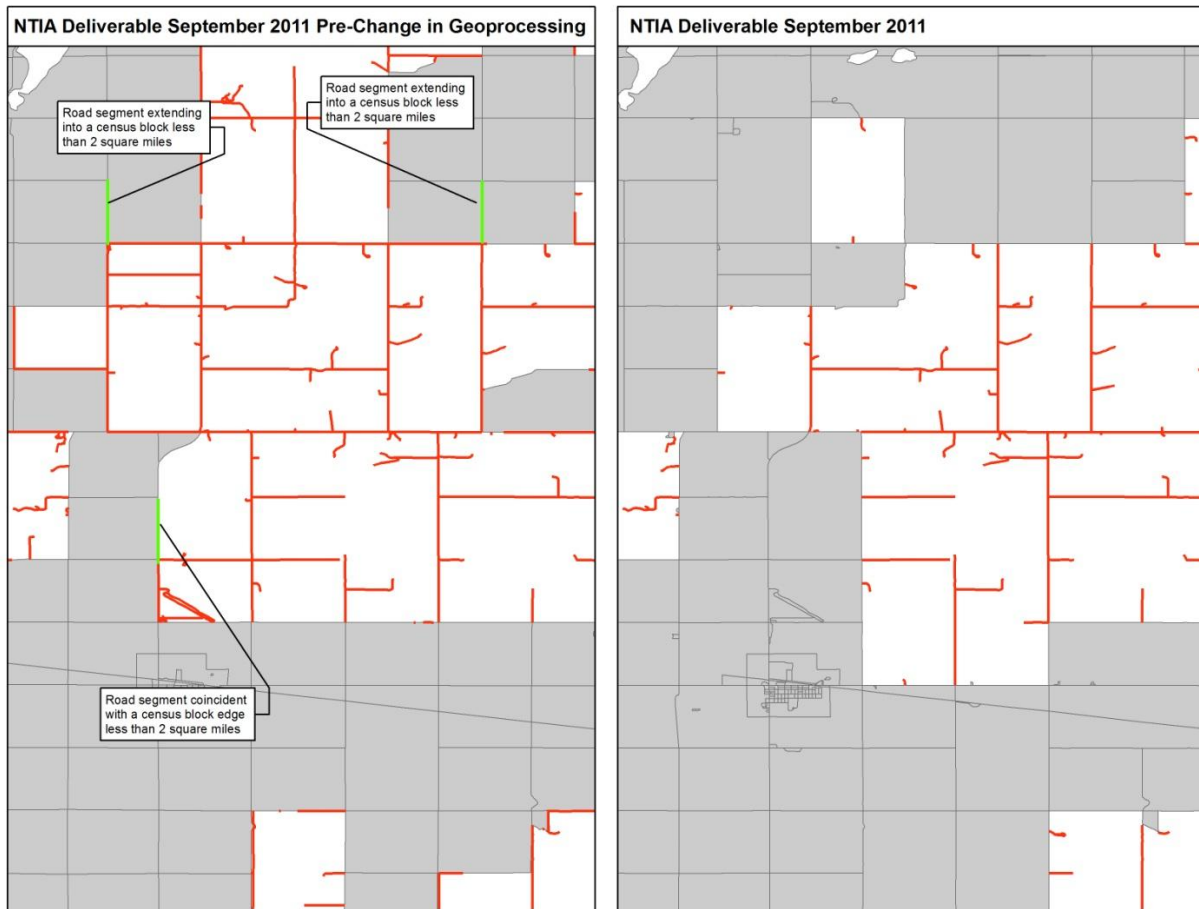 NTIA Deliverable September 2011 Pre-Change in Geoprocessing
Road segment extending
into a census block less
than 2 square miles
Road segment extending
into a census block less
than 2 square miles
Road segment coincident
with a census block edge
less than 2 square miles
NTIA Deliverable September 2011